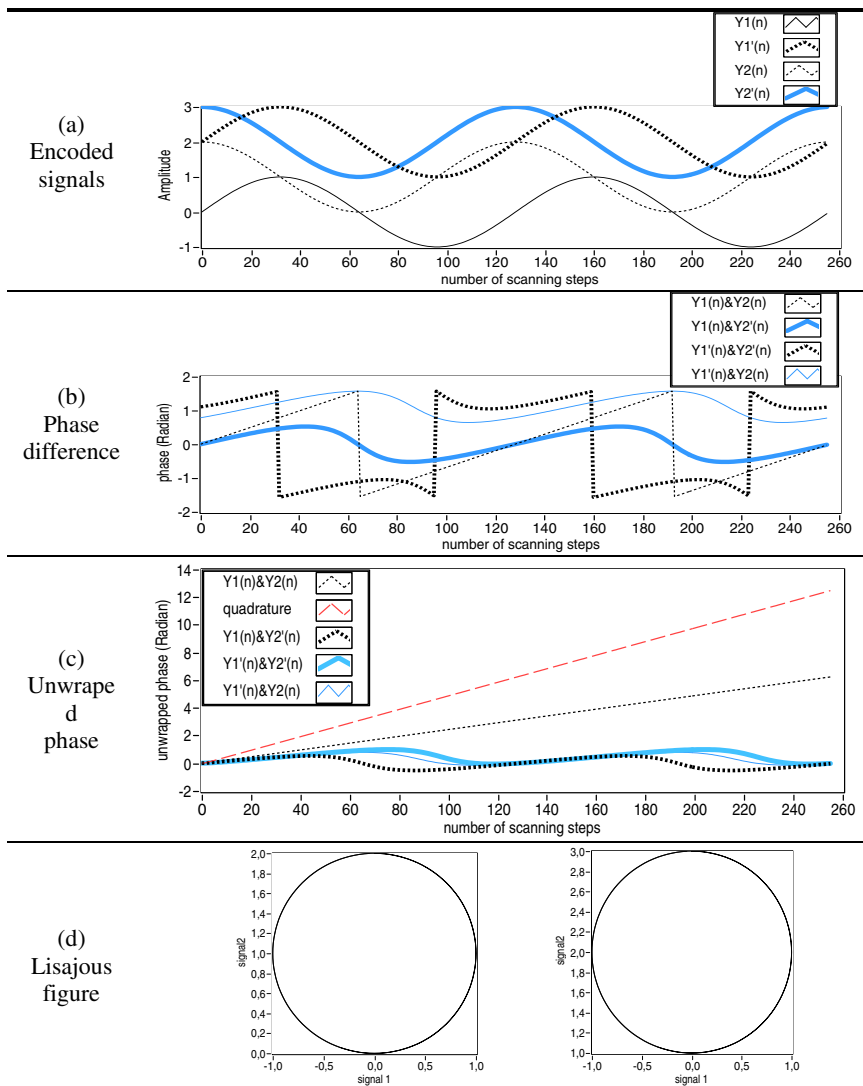 Y1(n)
Y1'(n)
Y2(n)
Y2'(n)
(a)
Encoded
signals
Amplitude
3
2
1
0
-1
0 20 40 60 80 100 120 140 160 180 200 220 240 260
number of scanning steps
Y1(n)&Y2(n)
Y1(n)&Y2'(n)
Y1'(n)&Y2'(n)
Y1'(n)&Y2(n)
(b)
Phase
difference
phase (Radian)
2
1
0
-1
-2
0 20 40 60 80 100 120 140 160 180 200 220 240 260
number of scanning steps
(c)
Unwrape
d
phase
unwrapped phase (Radian)
14
12
10
8
6
4
2
0
-2
Y1(n)&Y2(n)
quadrature
Y1(n)&Y2'(n)
Y1'(n)&Y2'(n)
Y1'(n)&Y2(n)
0 20 40 60 80 100 120 140 160 180 200 220 240 260
number of scanning steps
(d)
Lisajous
figure
signal2
2,0
1,8
1,6
1,4
1,2
1,0
0,8
0,6
0,4
0,2
0,0
-1,0 -0,5 0,0 0,5 1,0
signal 1
signal2
3,0
2,8
2,6
2,4
2,2
2,0
1,8
1,6
1,4
1,2
1,0
-1,0 -0,5 0,0 0,5 1,0
signal 1